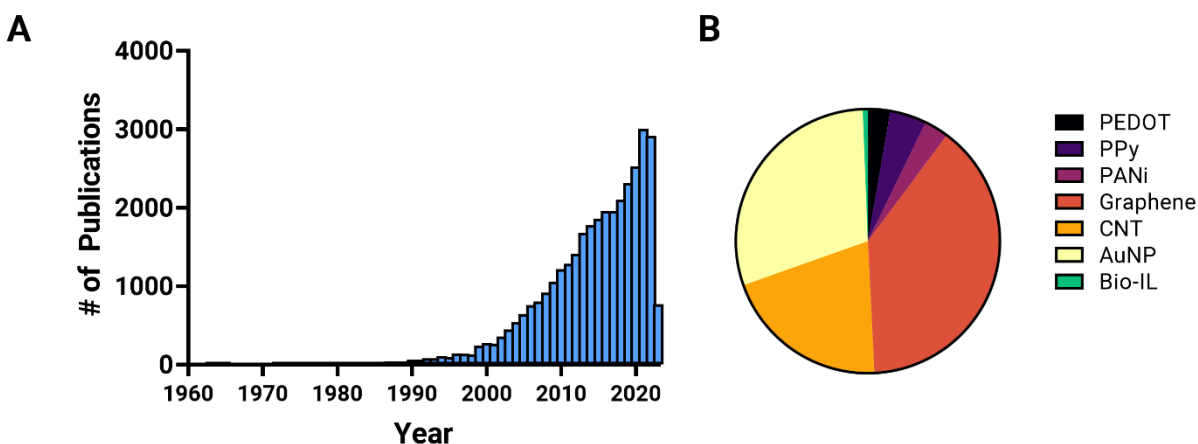 A
# of Publications
4000
3000
2000
1000
0
1960 1970 1980 1990 2000 2010 2020
Year
B
PEDOT
PPy
PANi
Graphene
CNT
AuNP
Bio-IL